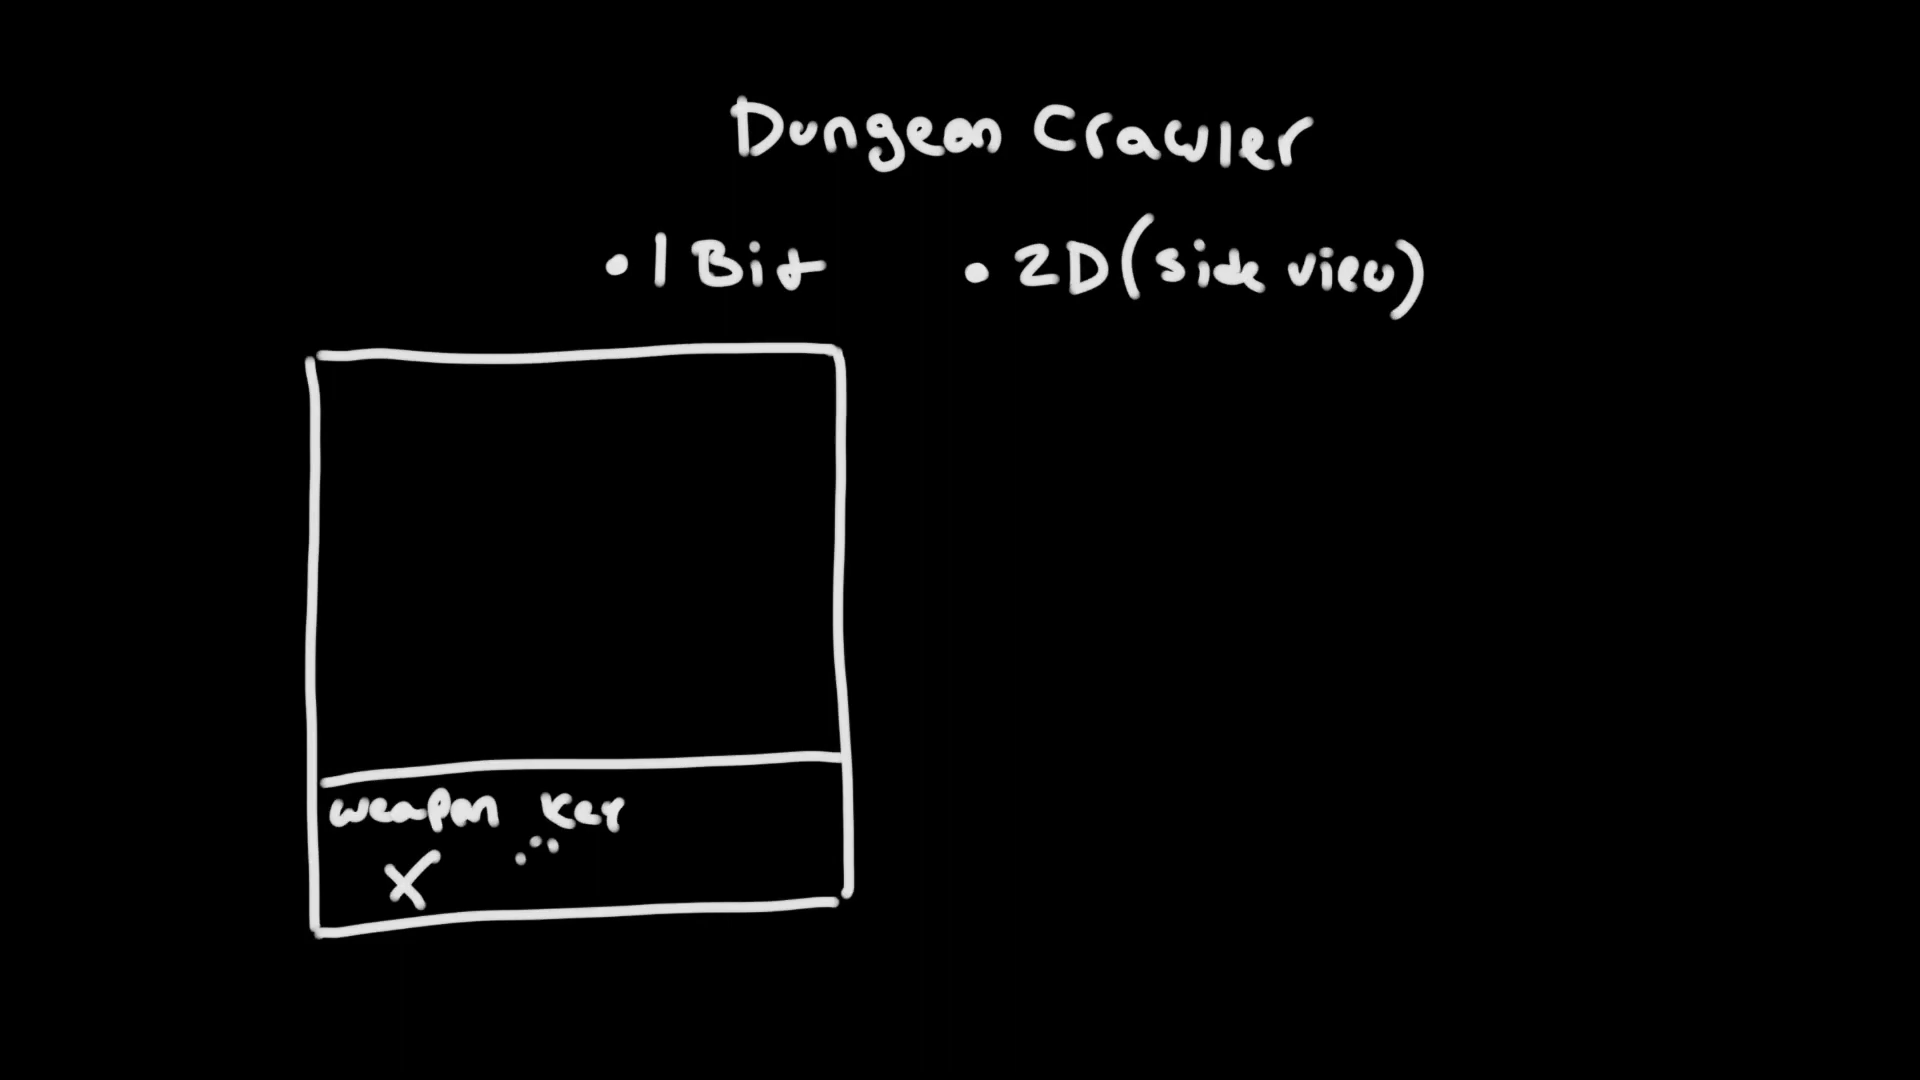 Dungeon Crawler
• 1 Bit • 2D (side view)
weapon key
X